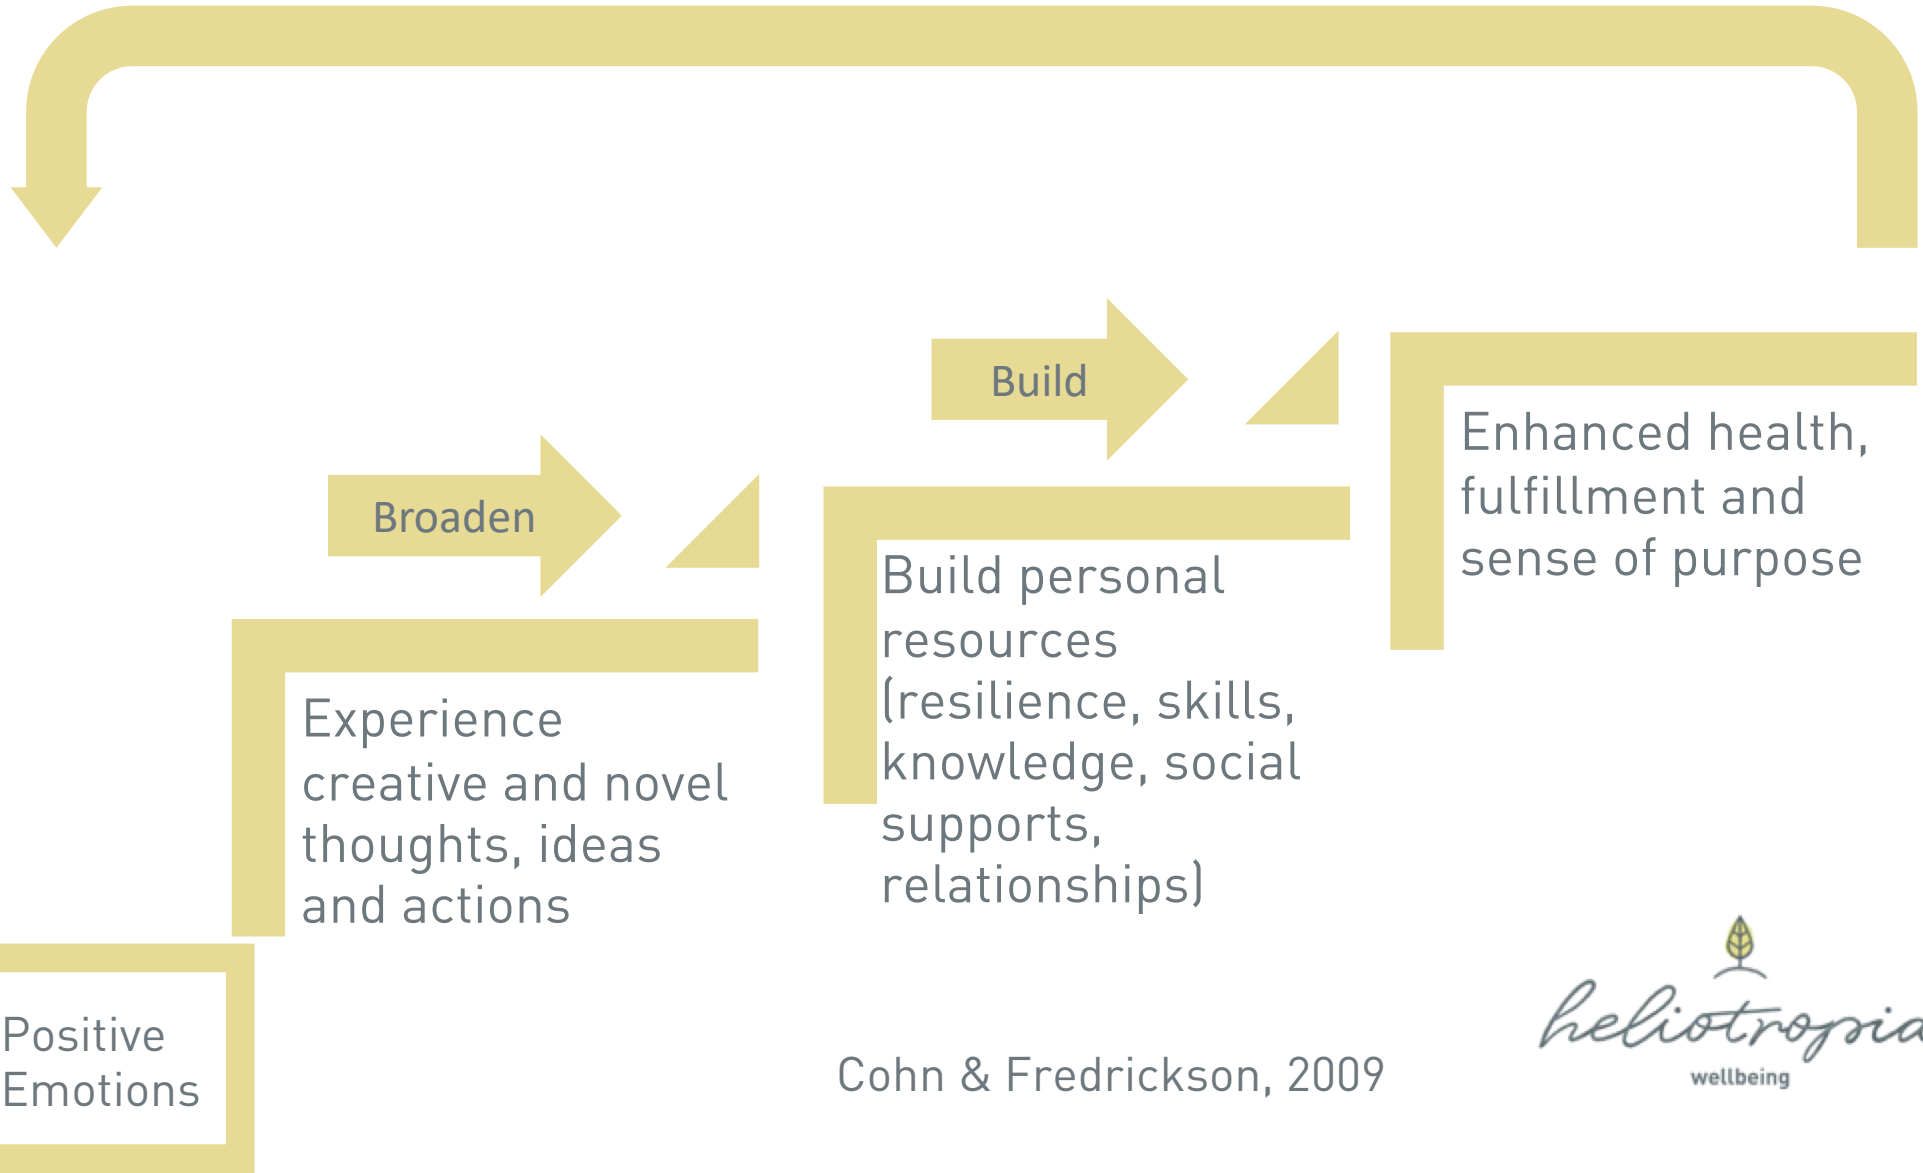 Build
Enhanced health,
fulfillment and
sense of purpose
Broaden
Build personal
resources
(resilience, skills,
knowledge, social
supports,
relationships)
Experience
creative and novel
thoughts, ideas
and actions
Positive
Emotions
Cohn & Fredrickson, 2009
heliotropia
wellbeing